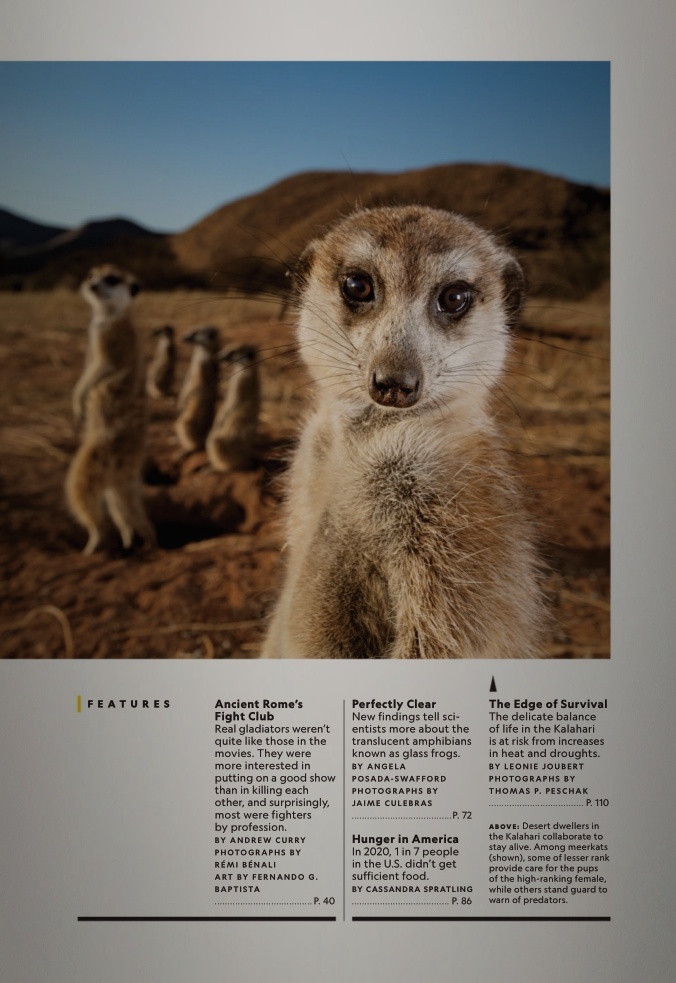 FEATURES
Ancient Rome's
Fight Club
Real gladiators weren't
quite like those in the
movies. They were
more interested in
putting on a good show
than in killing each
other, and surprisingly,
most were fighters
by profession.
BY ANDREW CURRY
PHOTOGRAPHS BY
RÉMI BÉNALI
ART BY FERNANDO G.
BAPTISTA
P. 40
Perfectly Clear
New findings tell sci-
entists more about the
translucent amphibians
known as glass frogs.
BY ANGELA
POSADA-SWAFFORD
PHOTOGRAPHS BY
JAIME CULEBRAS
P. 72
Hunger in America
In 2020, 1 in 7 people
in the U.S. didn't get
sufficient food.
BY CASSANDRA SPRATLING
P. 86
The Edge of Survival
The delicate balance
of life in the Kalahari
is at risk from increases
in heat and droughts.
BY LEONIE JOUBERT
PHOTOGRAPHS BY
THOMAS P. PESCHAK
P. 110
ABOVE: Desert dwellers in
the Kalahari collaborate to
stay alive. Among meerkats
(shown), some of lesser rank
provide care for the pups
of the high-ranking female,
while others stand guard to
warn of predators.